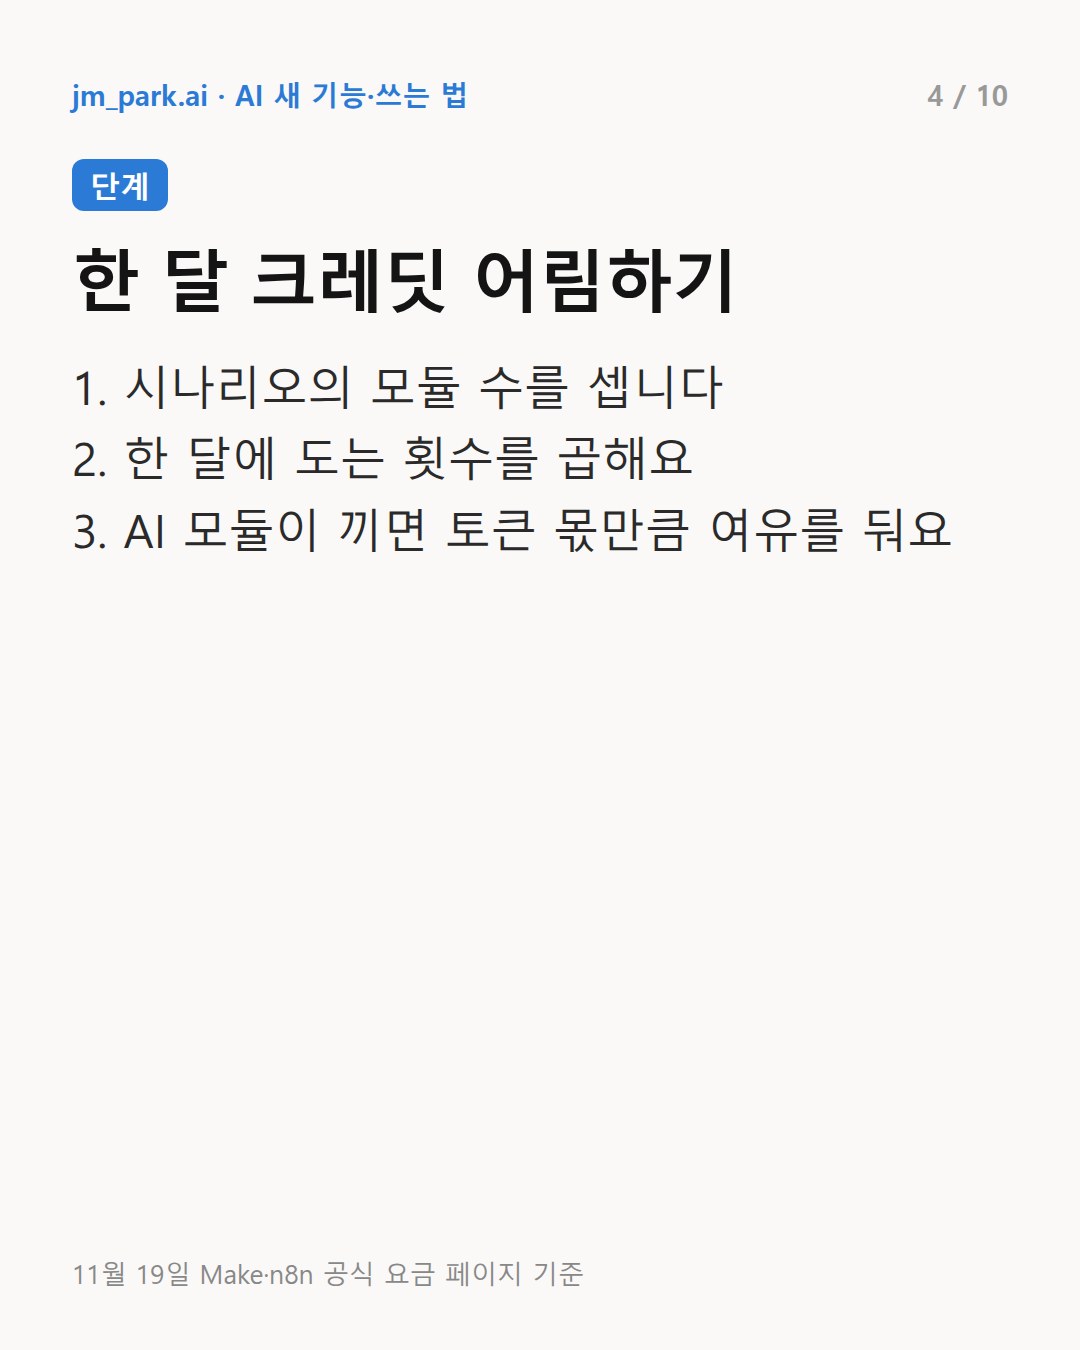 jm_park.ai · AI 새 기능·쓰는 법
4 / 10
단계
한 달 크레딧 어림하기
1. 시나리오의 모듈 수를 셉니다
2. 한 달에 도는 횟수를 곱해요
3. AI 모듈이 끼면 토큰 몫만큼 여유를 둬요
11월 19일 Make·n8n 공식 요금 페이지 기준